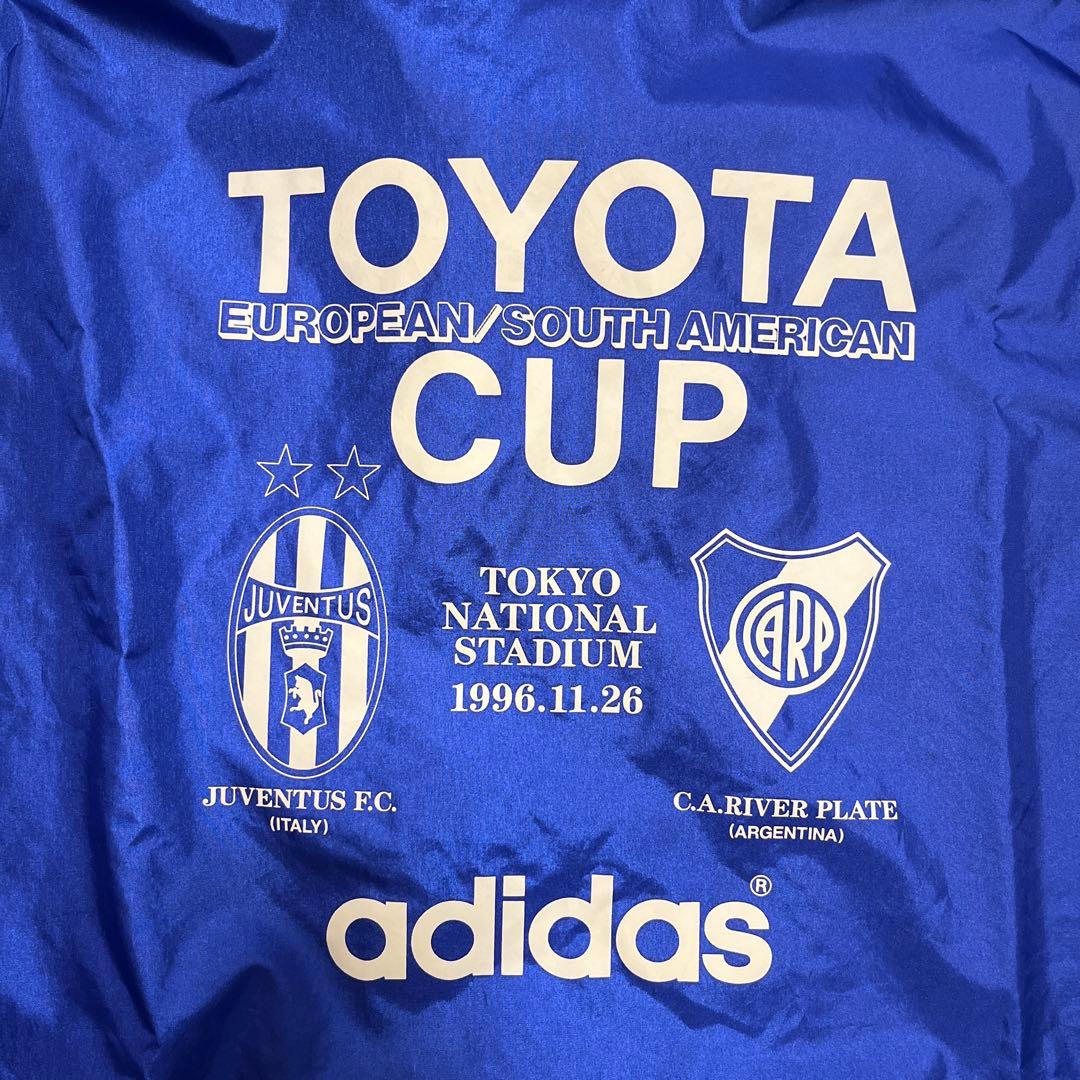 TOYOTA
EUROPEAN/SOUTH AMERICAN
CUP
JUVENTUS
TOKYO
NATIONAL
STADIUM
1996.11.26
CARP
JUVENTUS F.C.
(ITALY)
C.A.RIVER PLATE
(ARGENTINA)
adidas®